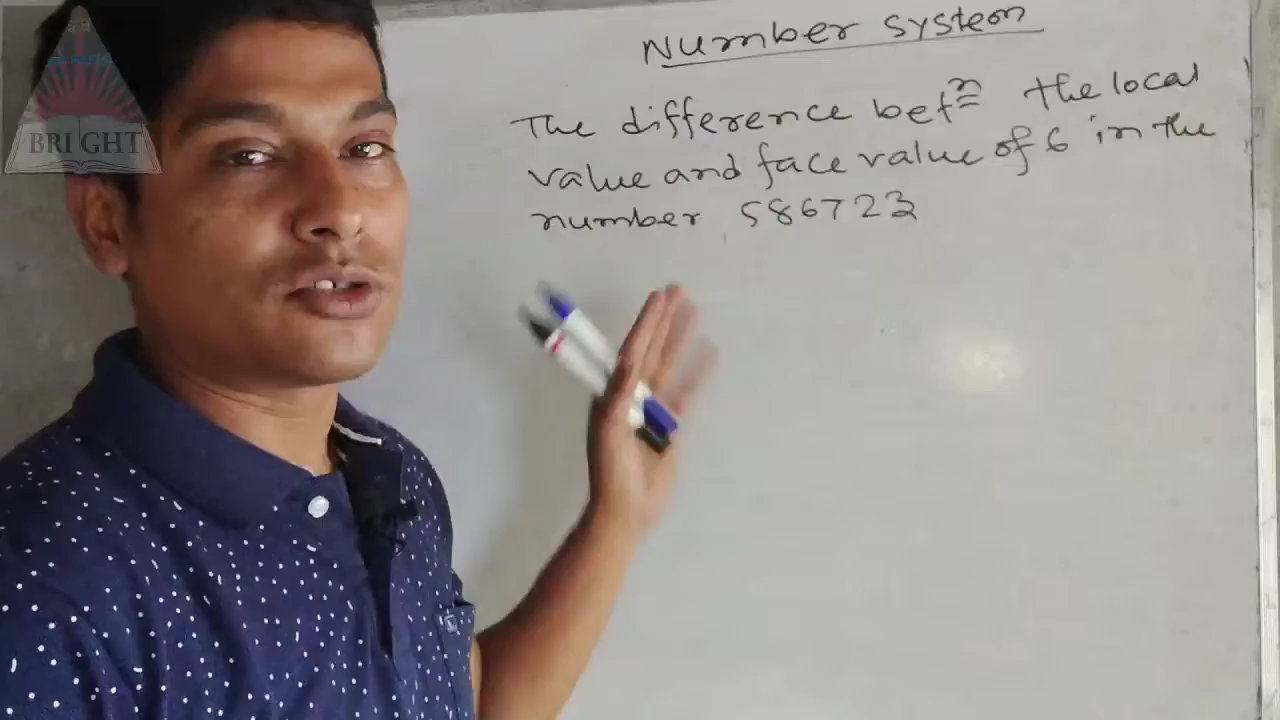 BRIGHT
Number system
The difference betⁿ the local
value and face value of 6 in the
number 586723